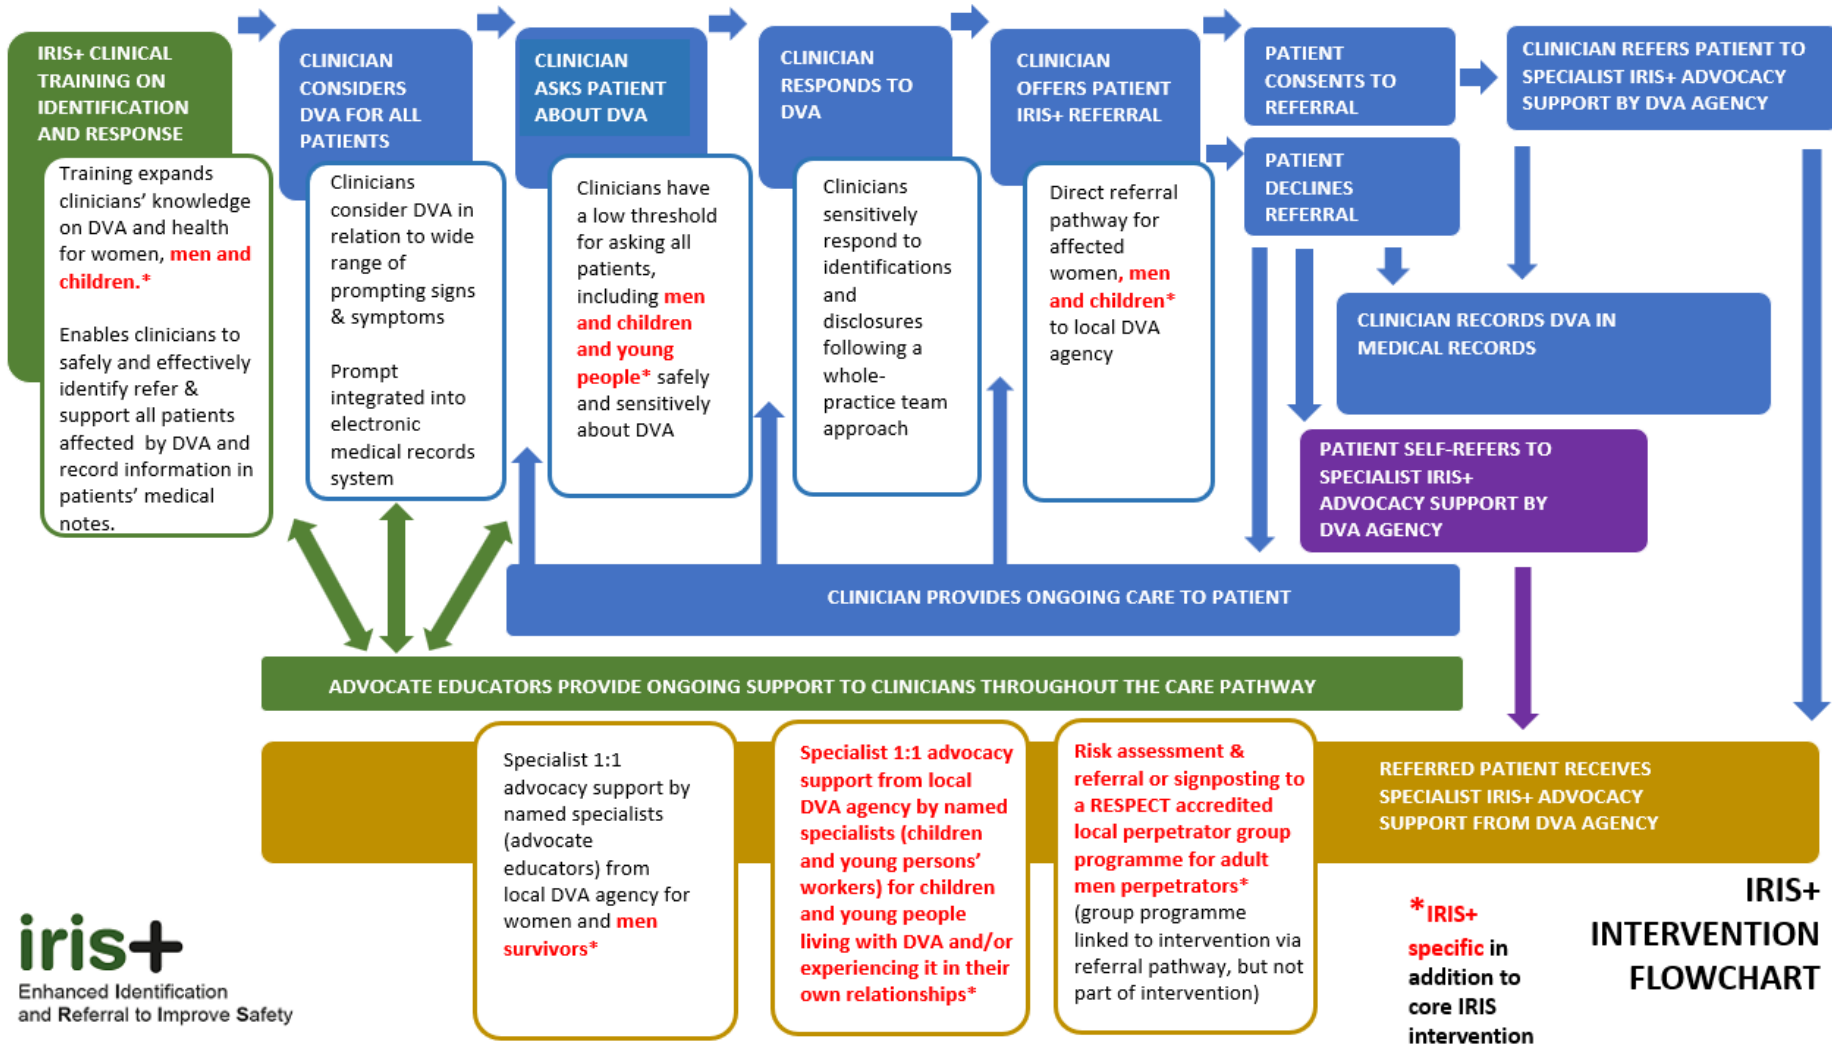 IRIS+ CLINICAL
TRAINING ON
IDENTIFICATION
AND RESPONSE
Training expands
clinicians’ knowledge
on DVA and health
for women, men and
children.*
Enables clinicians to
safely and effectively
identify refer &
support all patients
affected by DVA and
record information in
patients’ medical
notes.
CLINICIAN
CONSIDERS
DVA FOR ALL
PATIENTS
Clinicians
consider DVA in
relation to wide
range of
prompting signs
& symptoms
Prompt
integrated into
electronic
medical records
system
CLINICIAN
ASKS PATIENT
ABOUT DVA
Clinicians have
a low threshold
for asking all
patients,
including men
and children
and young
people* safely
and sensitively
about DVA
CLINICIAN
RESPONDS TO
DVA
Clinicians
sensitively
respond to
identifications
and
disclosures
following a
whole-
practice team
approach
CLINICIAN
OFFERS PATIENT
IRIS+ REFERRAL
Direct referral
pathway for
affected
women, men
and children*
to local DVA
agency
PATIENT
CONSENTS TO
REFERRAL
PATIENT
DECLINES
REFERRAL
CLINICIAN REFERS PATIENT TO
SPECIALIST IRIS+ ADVOCACY
SUPPORT BY DVA AGENCY
CLINICIAN RECORDS DVA IN
MEDICAL RECORDS
PATIENT SELF-REFERS TO
SPECIALIST IRIS+
ADVOCACY SUPPORT BY
DVA AGENCY
CLINICIAN PROVIDES ONGOING CARE TO PATIENT
ADVOCATE EDUCATORS PROVIDE ONGOING SUPPORT TO CLINICIANS THROUGHOUT THE CARE PATHWAY
Specialist 1:1
advocacy support by
named specialists
(advocate
educators) from
local DVA agency for
women and men
survivors*
Specialist 1:1 advocacy
support from local
DVA agency by named
specialists (children
and young persons’
workers) for children
and young people
living with DVA and/or
experiencing it in their
own relationships*
Risk assessment &
referral or signposting to
a RESPECT accredited
local perpetrator group
programme for adult
men perpetrators*
(group programme
linked to intervention via
referral pathway, but not
part of intervention)
REFERRED PATIENT RECEIVES
SPECIALIST IRIS+ ADVOCACY
SUPPORT FROM DVA AGENCY
iris+
Enhanced Identification
and Referral to Improve Safety
*IRIS+
specific in
addition to
core IRIS
intervention
IRIS+
INTERVENTION
FLOWCHART